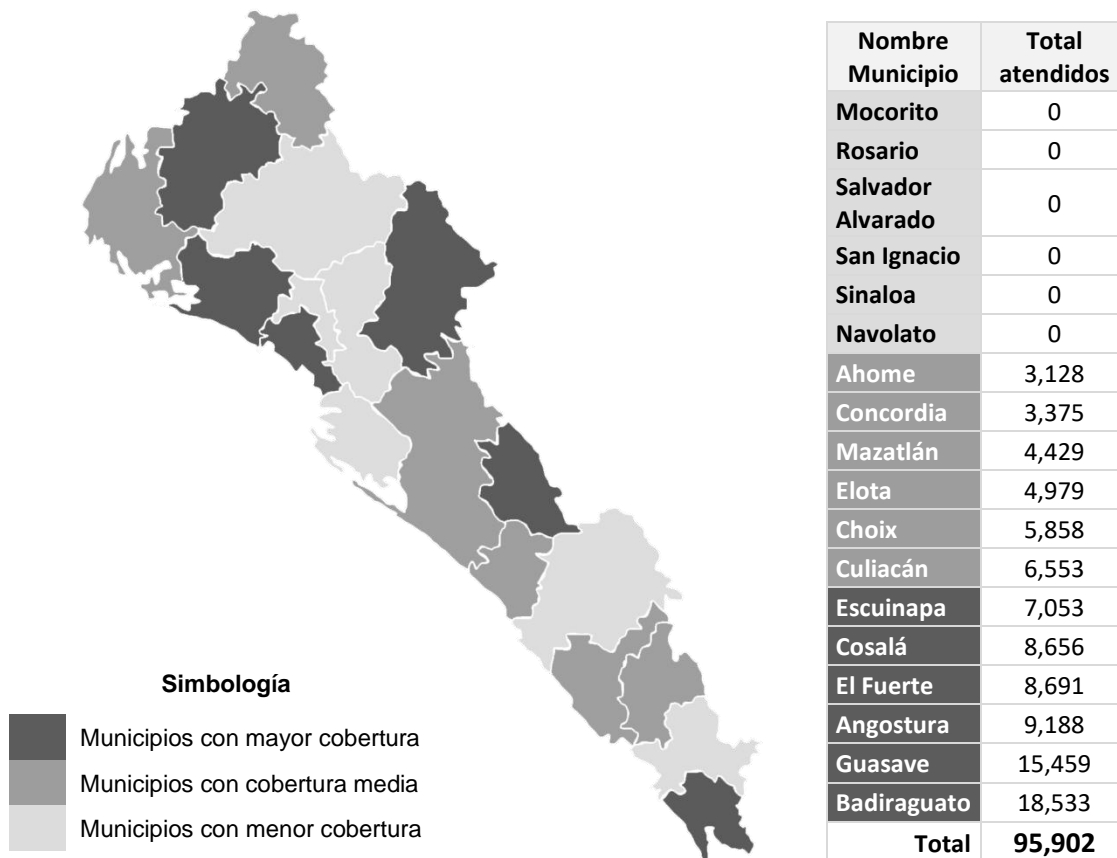 Simbología
Municipios con mayor cobertura
Municipios con cobertura media
Municipios con menor cobertura
Nombre Municipio Total atendidos
Mocorito 0
Rosario 0
Salvador Alvarado 0
San Ignacio 0
Sinaloa 0
Navolato 0
Ahome 3,128
Concordia 3,375
Mazatlán 4,429
Elota 4,979
Choix 5,858
Culiacán 6,553
Escuinapa 7,053
Cosalá 8,656
El Fuerte 8,691
Angostura 9,188
Guasave 15,459
Badiraguato 18,533
Total 95,902